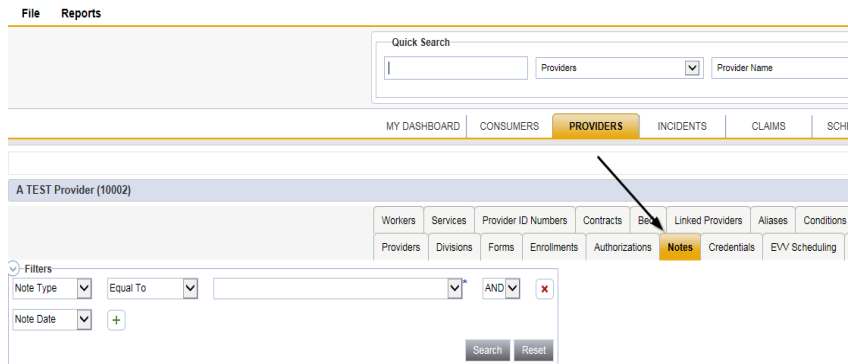 File Reports
Quick Search
Providers Provider Name
MY DASHBOARD CONSUMERS PROVIDERS INCIDENTS CLAIMS
A TEST Provider (10002)
Workers Services Provider ID Numbers Contracts Linked Providers Aliases Conditions
Providers Divisions Forms Enrollments Authorizations Notes Credentials EVV Scheduling
Filters
Note Type Equal To * AND
Note Date
Search Reset